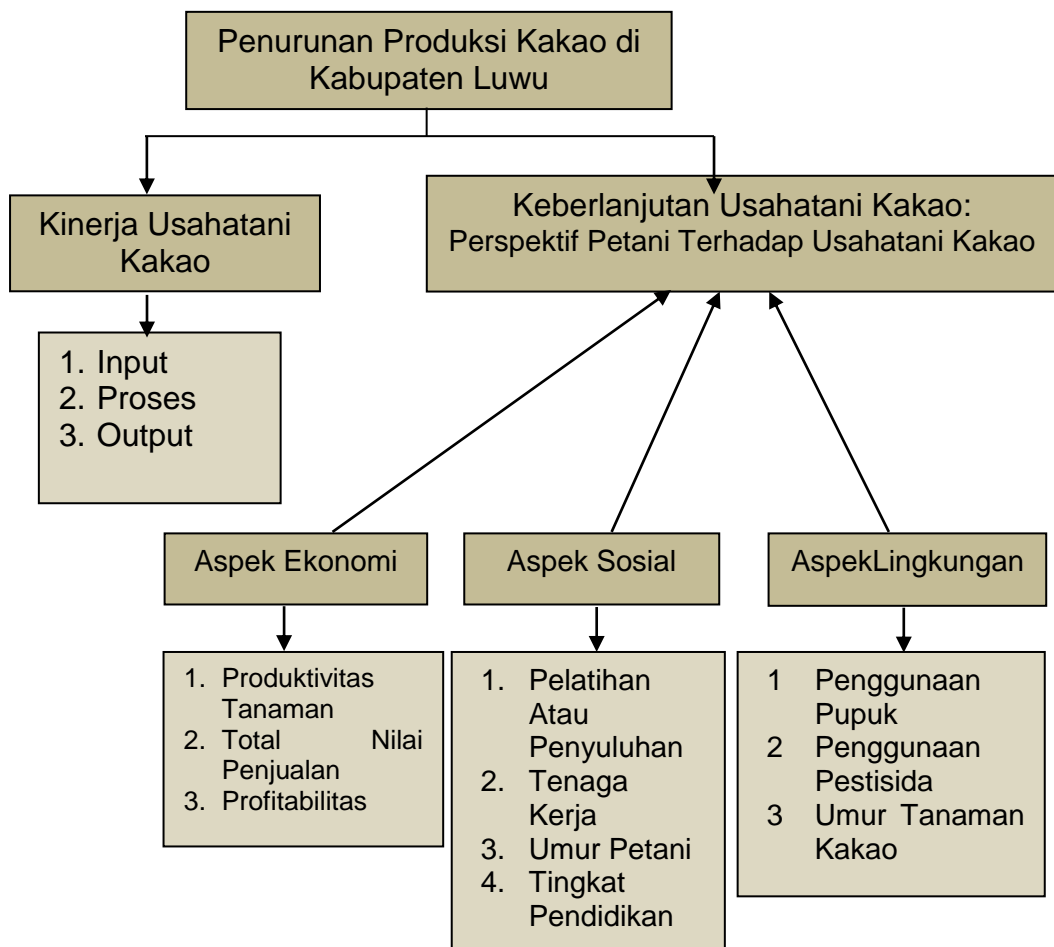 Penurunan Produksi Kakao di
Kabupaten Luwu
Kinerja Usahatani
Kakao
Keberlanjutan Usahatani Kakao:
Perspektif Petani Terhadap Usahatani Kakao
1. Input
2. Proses
3. Output
Aspek Ekonomi
Aspek Sosial
AspekLingkungan
1. Produktivitas
Tanaman
2. Total Nilai
Penjualan
3. Profitabilitas
1. Pelatihan
Atau
Penyuluhan
2. Tenaga
Kerja
3. Umur Petani
4. Tingkat
Pendidikan
1 Penggunaan
Pupuk
2 Penggunaan
Pestisida
3 Umur Tanaman
Kakao